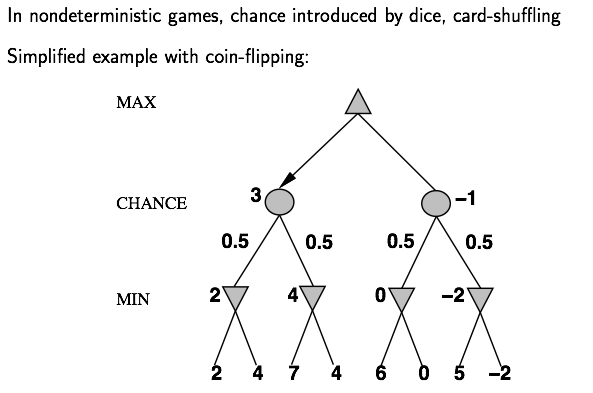 In nondeterministic games, chance introduced by dice, card-shuffling
Simplified example with coin-flipping:
MAX
CHANCE 3 −1
0.5 0.5 0.5 0.5
MIN 2 4 0 −2
2 4 7 4 6 0 5 −2